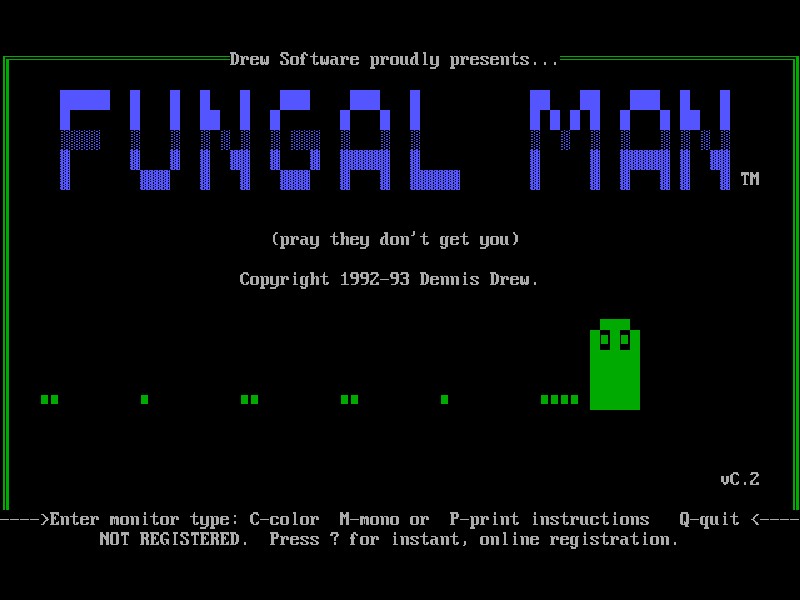 Drew Software proudly presents...
FUNGAL MAN TM
(pray they don't get you)
Copyright 1992-93 Dennis Drew.
vC.2
---->Enter monitor type: C-color  M-mono or  P-print instructions   Q-quit <----
NOT REGISTERED.  Press ? for instant, online registration.